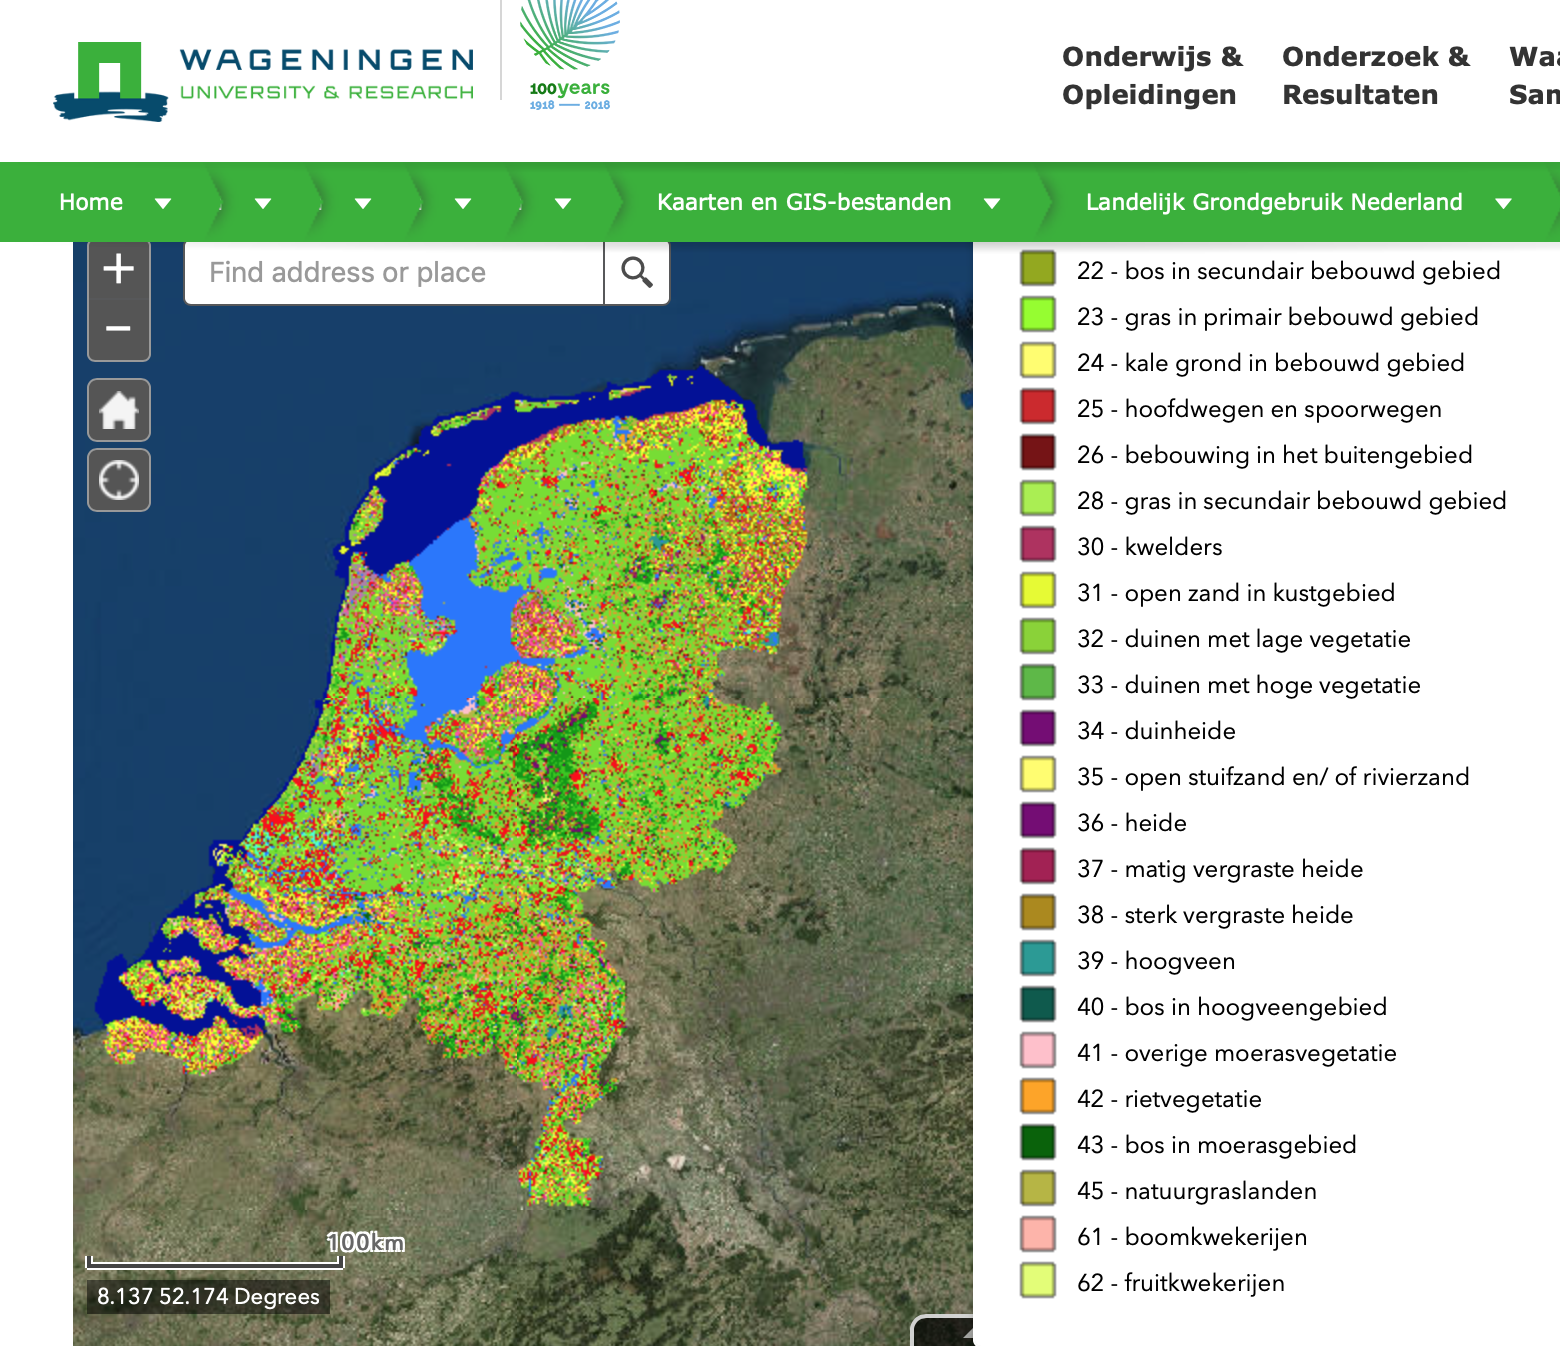 WAGENINGEN
UNIVERSITY & RESEARCH
100years
1918 — 2018
Onderwijs &
Opleidingen
Onderzoek &
Resultaten
Home
Kaarten en GIS-bestanden
Landelijk Grondgebruik Nederland
+
−
Find address or place
22 - bos in secundair bebouwd gebied
23 - gras in primair bebouwd gebied
24 - kale grond in bebouwd gebied
25 - hoofdwegen en spoorwegen
26 - bebouwing in het buitengebied
28 - gras in secundair bebouwd gebied
30 - kwelders
31 - open zand in kustgebied
32 - duinen met lage vegetatie
33 - duinen met hoge vegetatie
34 - duinheide
35 - open stuifzand en/ of rivierzand
36 - heide
37 - matig vergraste heide
38 - sterk vergraste heide
39 - hoogveen
40 - bos in hoogveengebied
41 - overige moerasvegetatie
42 - rietvegetatie
43 - bos in moerasgebied
45 - natuurgraslanden
61 - boomkwekerijen
62 - fruitkwekerijen
100km
8.137 52.174 Degrees